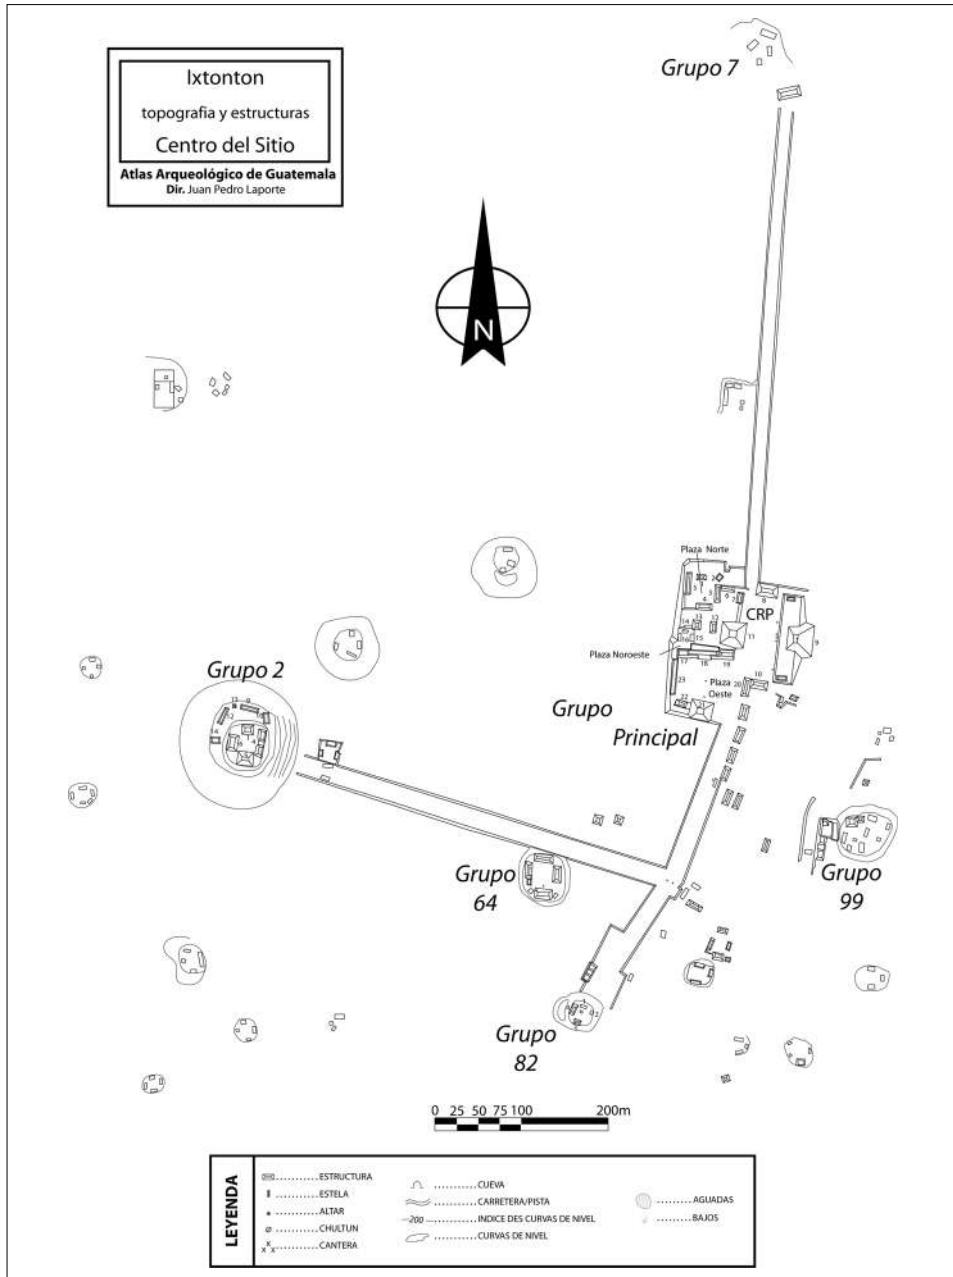 Ixtonton
topografia y estructuras
Centro del Sitio
Atlas Arqueológico de Guatemala
Dir. Juan Pedro Laporte
Grupo 7
N
Plaza Norte
CRP
Plaza Noroeste
Plaza
Oeste
Grupo 2
Grupo
Principal
Grupo
64
Grupo
99
Grupo
82
0 25 50 75 100 200m
LEYENDA
ESTRUCTURA
ESTELA
ALTAR
CHULTUN
CANTERA
CUEVA
CARRETERA/PISTA
200 INDICE DES CURVAS DE NIVEL
CURVAS DE NIVEL
AGUADAS
BAJOS